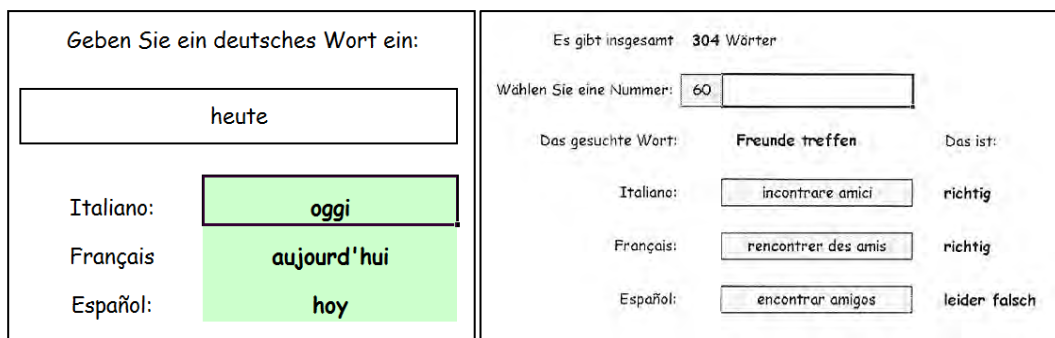 Geben Sie ein deutsches Wort ein:
heute
Italiano: oggi
Français aujourd'hui
Español: hoy
Es gibt insgesamt 304 Wörter
Wählen Sie eine Nummer: 60
Das gesuchte Wort: Freunde treffen Das ist:
Italiano: incontrare amici richtig
Français: rencontrer des amis richtig
Español: encontrar amigos leider falsch